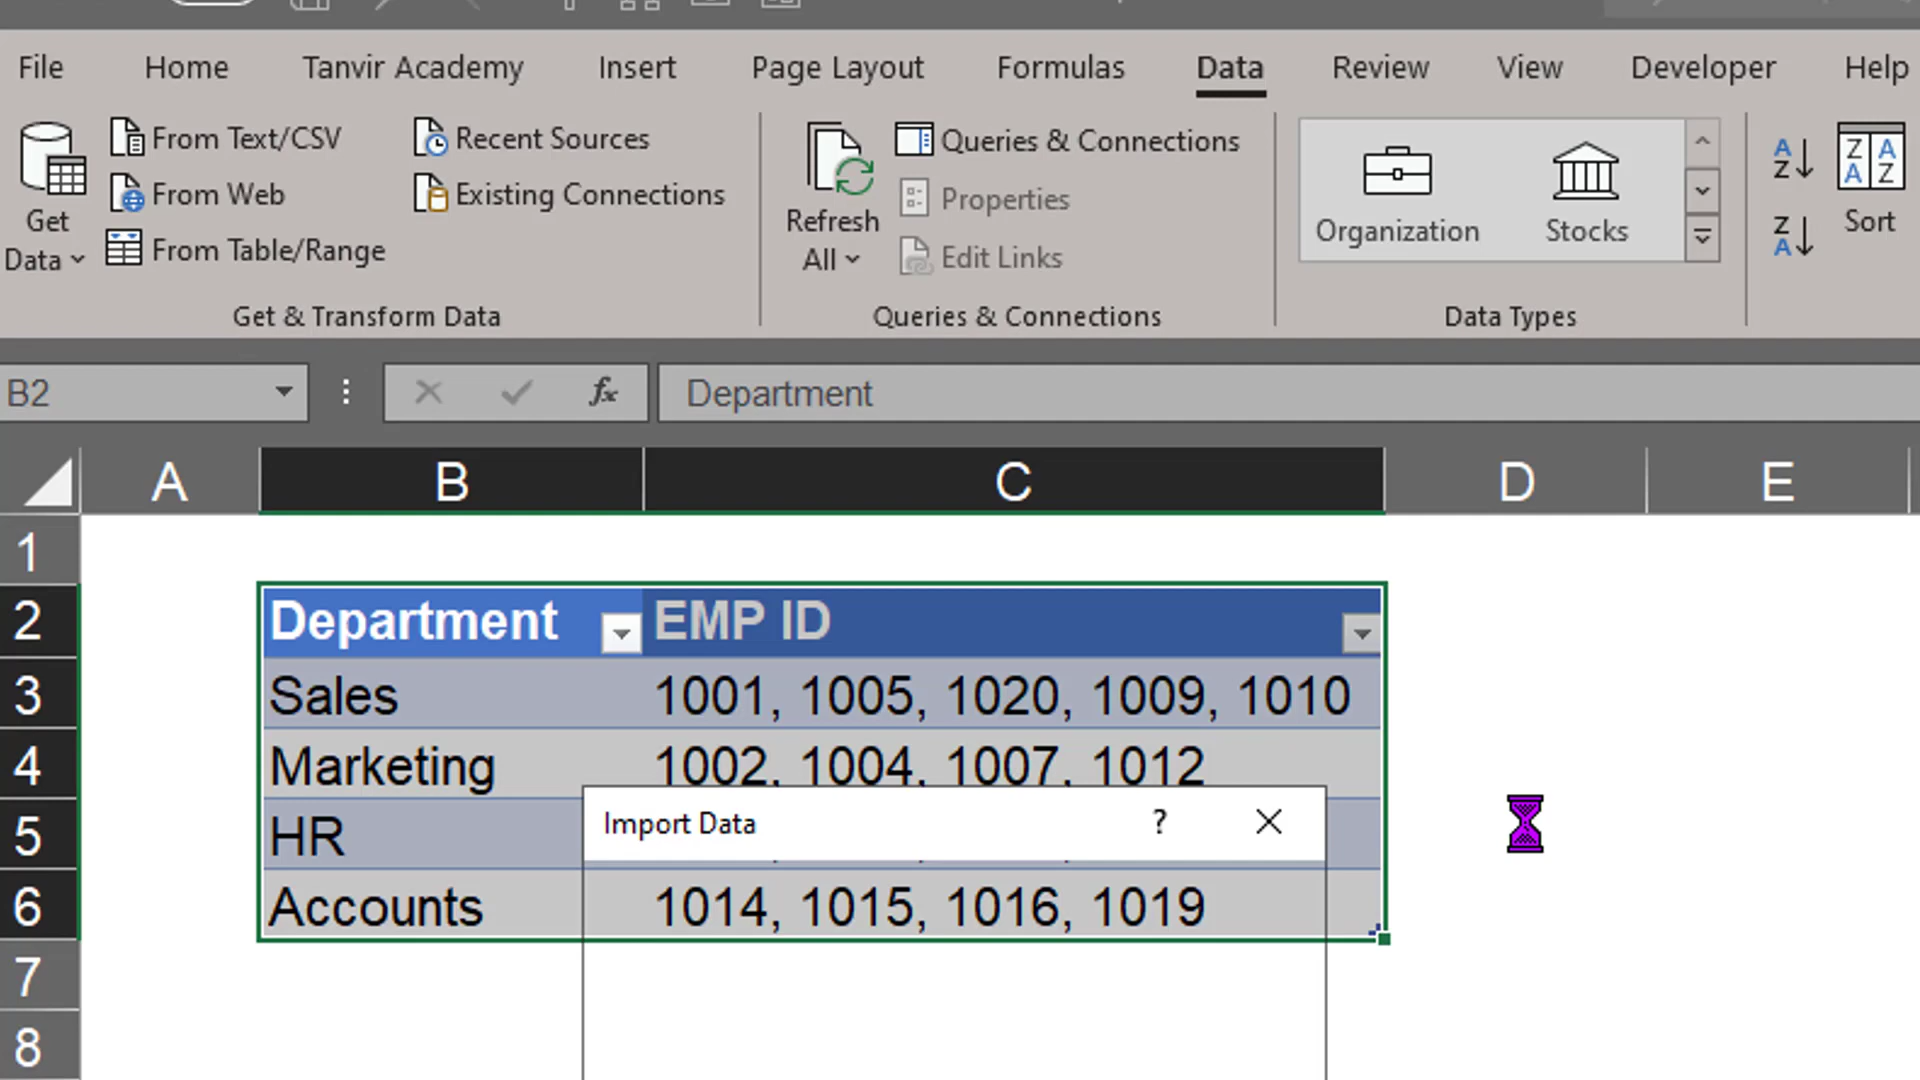 File Home Tanvir Academy Insert Page Layout Formulas Data Review View Developer Help
Get Data
From Text/CSV
From Web
From Table/Range
Recent Sources
Existing Connections
Get & Transform Data
Refresh All
Queries & Connections
Properties
Edit Links
Queries & Connections
Organization Stocks
Data Types
A Z
Z A
Z A A Z
Sort
B2 fx Department
A B C D E
1
2 Department EMP ID
3 Sales 1001, 1005, 1020, 1009, 1010
4 Marketing 1002, 1004, 1007, 1012
Import Data ?
5 HR
6 Accounts 1014, 1015, 1016, 1019
7
8